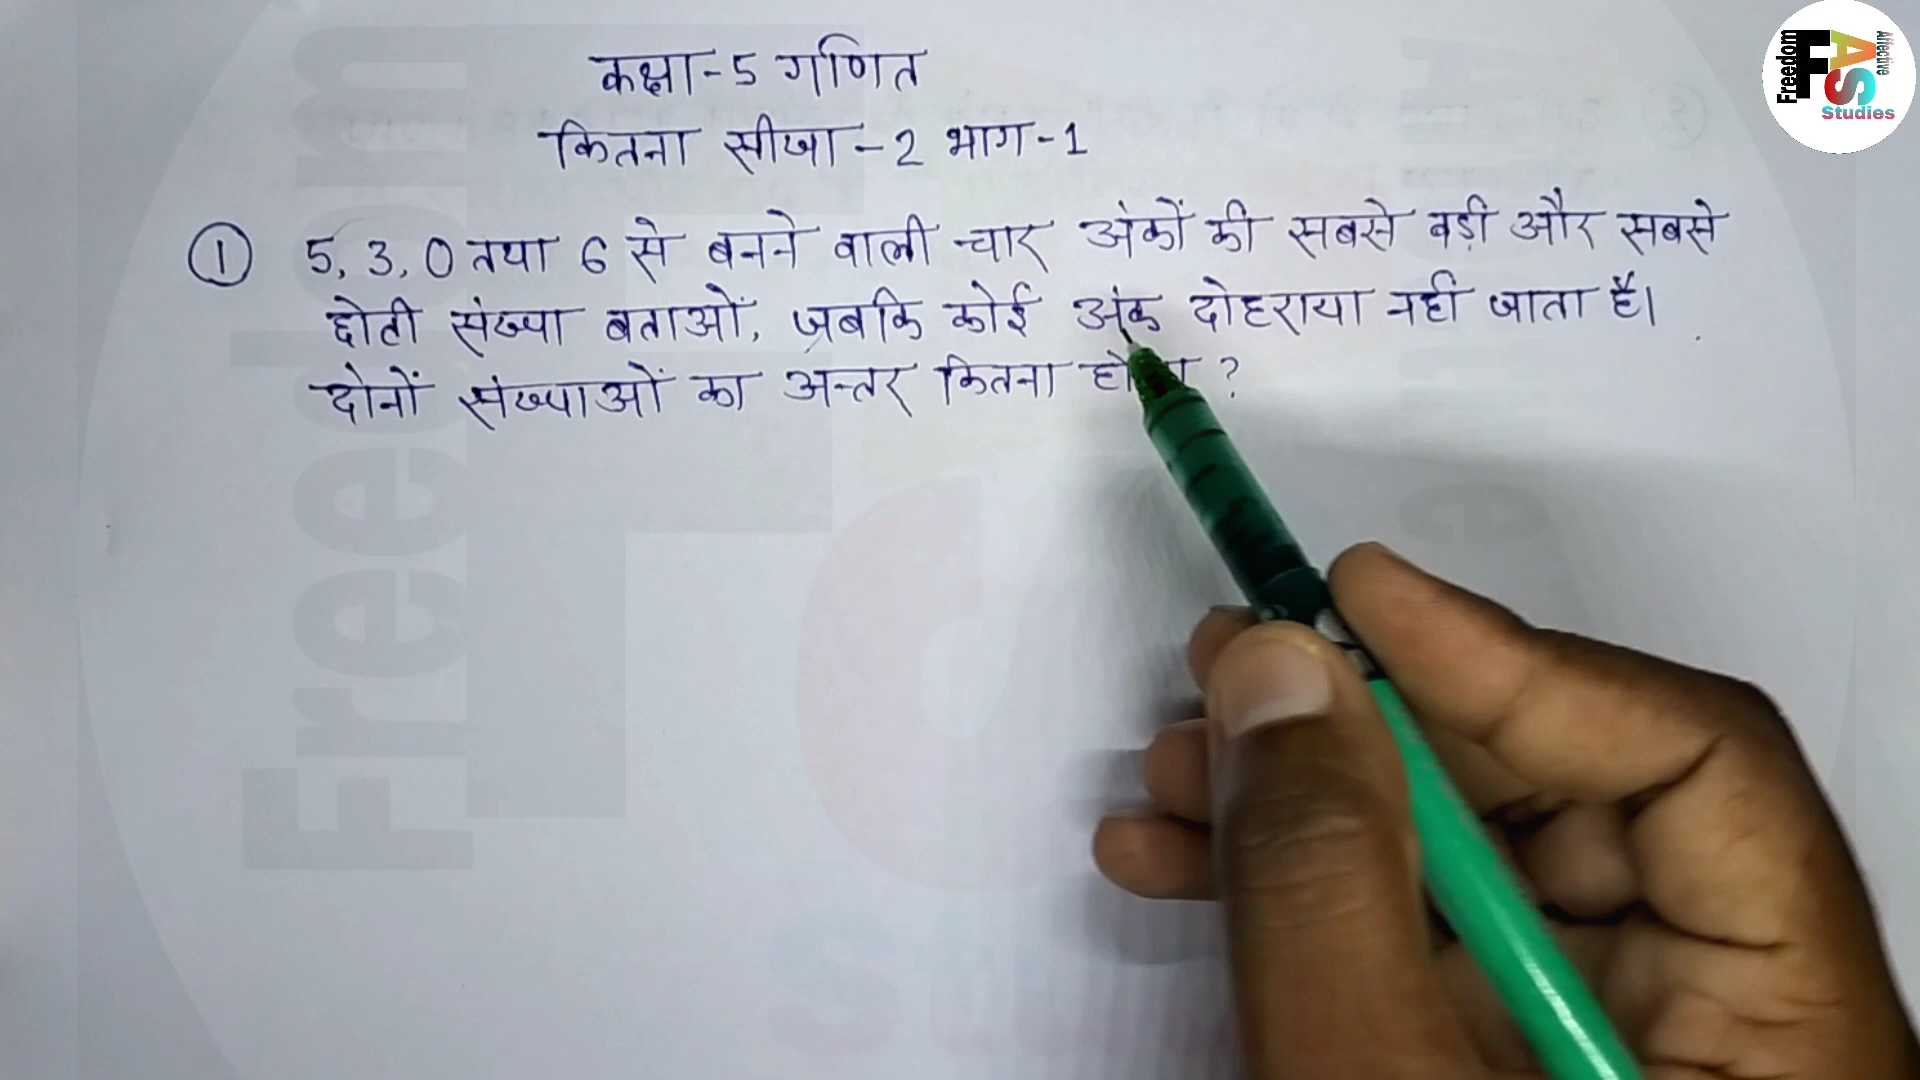 कक्षा-5 गणित
कितना सीखा-2 भाग-1
① 5, 3, 0 तथा 6 से बनने वाली चार अंकों की सबसे बड़ी और सबसे
छोटी संख्या बताओं, जबकि कोई अंक दोहराया नहीं जाता है।
दोनों संख्याओं का अन्तर कितना ?
Freedom
FAS
Affective
Studies